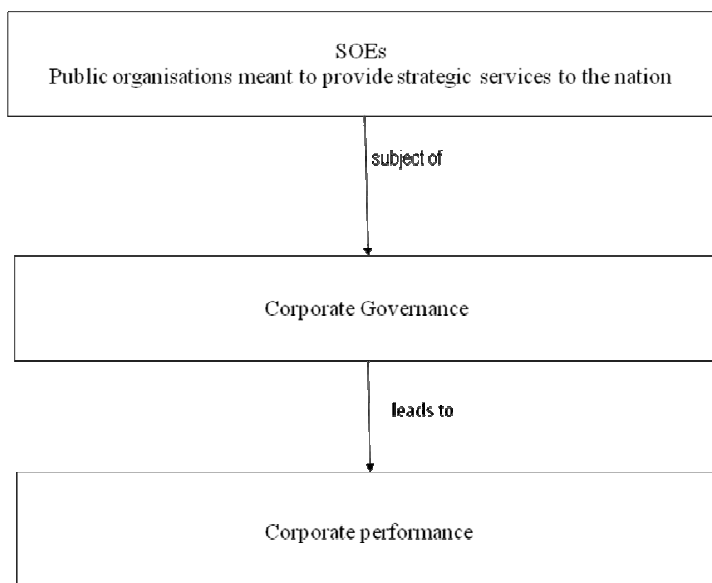 SOEs
Public organisations meant to provide strategic services to the nation
subject of
Corporate Governance
leads to
Corporate performance